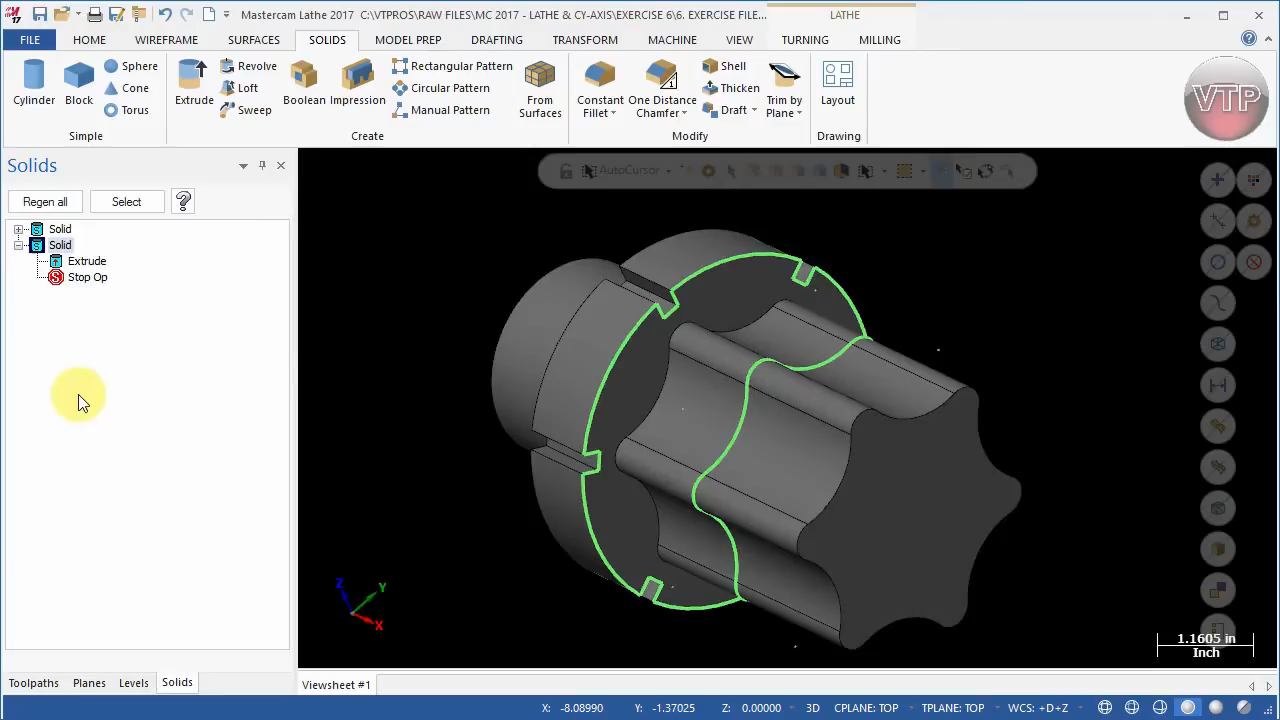 Mastercam Lathe 2017  C:\VTPROS\RAW FILES\MC 2017 - LATHE & CY-AXIS\EXERCISE 6\6. EXERCISE FILE...
LATHE
FILE HOME WIREFRAME SURFACES SOLIDS MODEL PREP DRAFTING TRANSFORM MACHINE VIEW TURNING MILLING
Cylinder
Block
Sphere
Cone
Torus
Simple
Extrude
Revolve
Loft
Sweep
Boolean
Impression
Rectangular Pattern
Circular Pattern
Manual Pattern
From
Surfaces
Create
Constant
Fillet
One Distance
Chamfer
Shell
Thicken
Draft
Trim by
Plane
Modify
Layout
Drawing
VTP
Solids
Regen all
Select
?
Solid
Solid
Extrude
Stop Op
AutoCursor
Z
Y
X
1.1605 in
Inch
Toolpaths Planes Levels Solids
Viewsheet #1
X: -8.08990 Y: -1.37025 Z: 0.00000 3D CPLANE: TOP TPLANE: TOP WCS: +D+Z